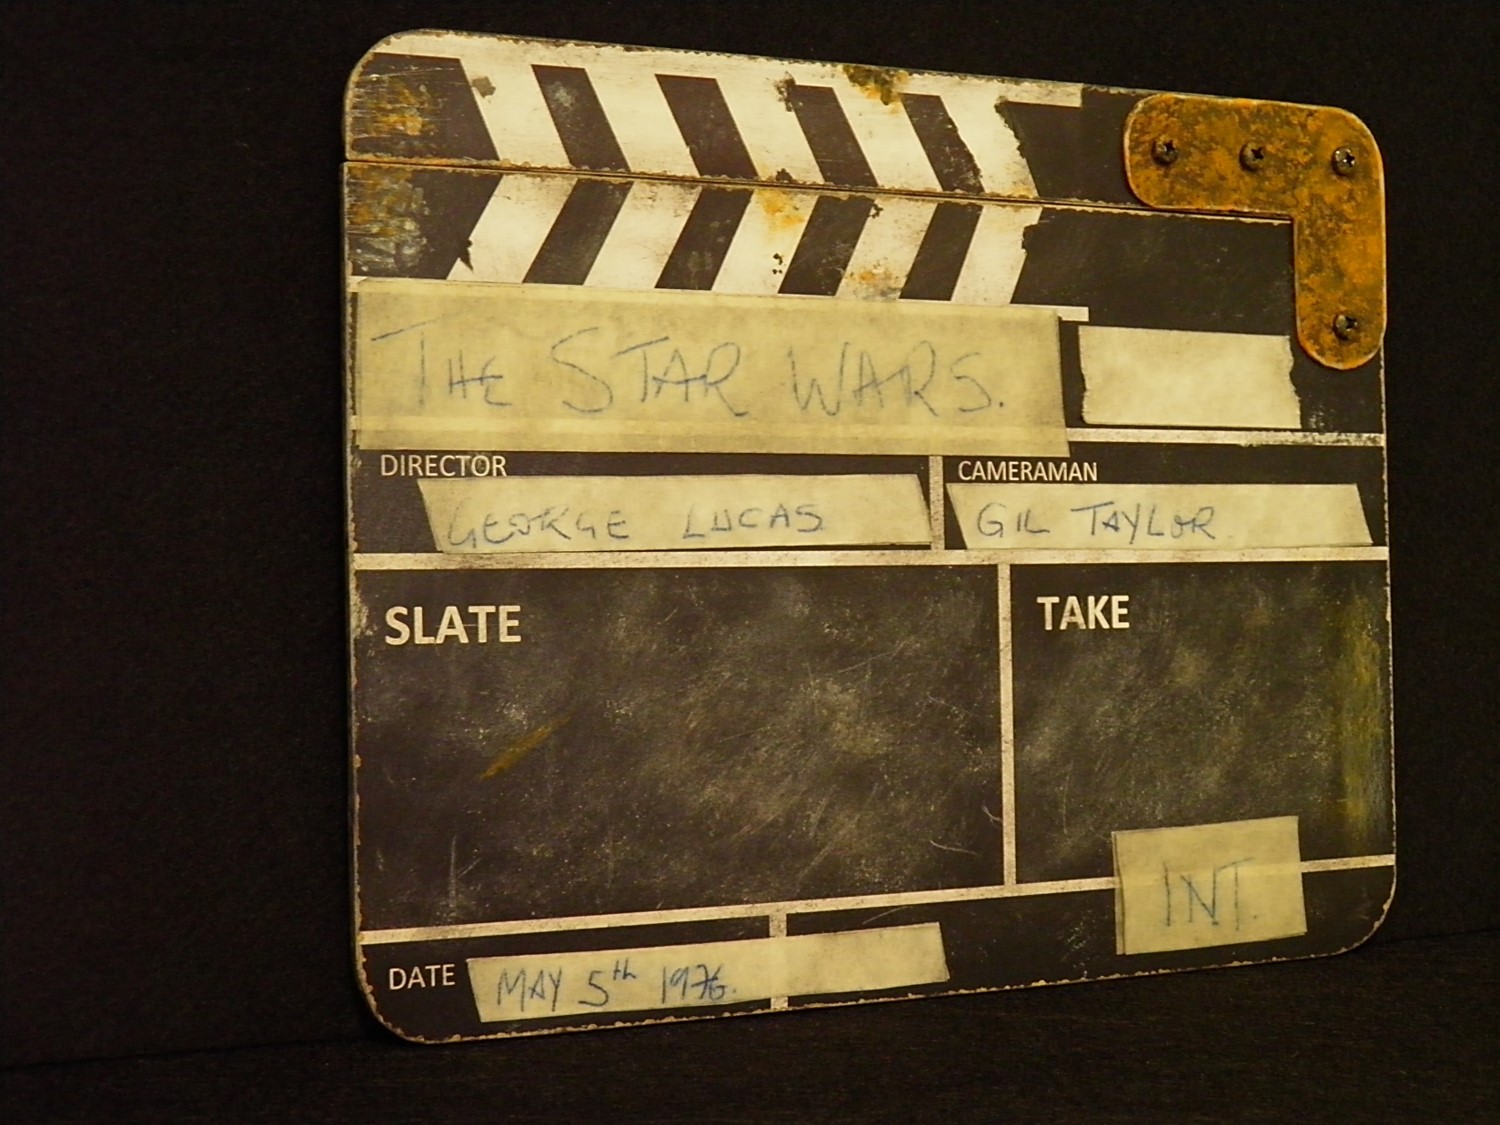 THE STAR WARS.
DIRECTOR
GEORGE LUCAS
CAMERAMAN
GIL TAYLOR
SLATE
TAKE
INT.
DATE
MAY 5th 1976.